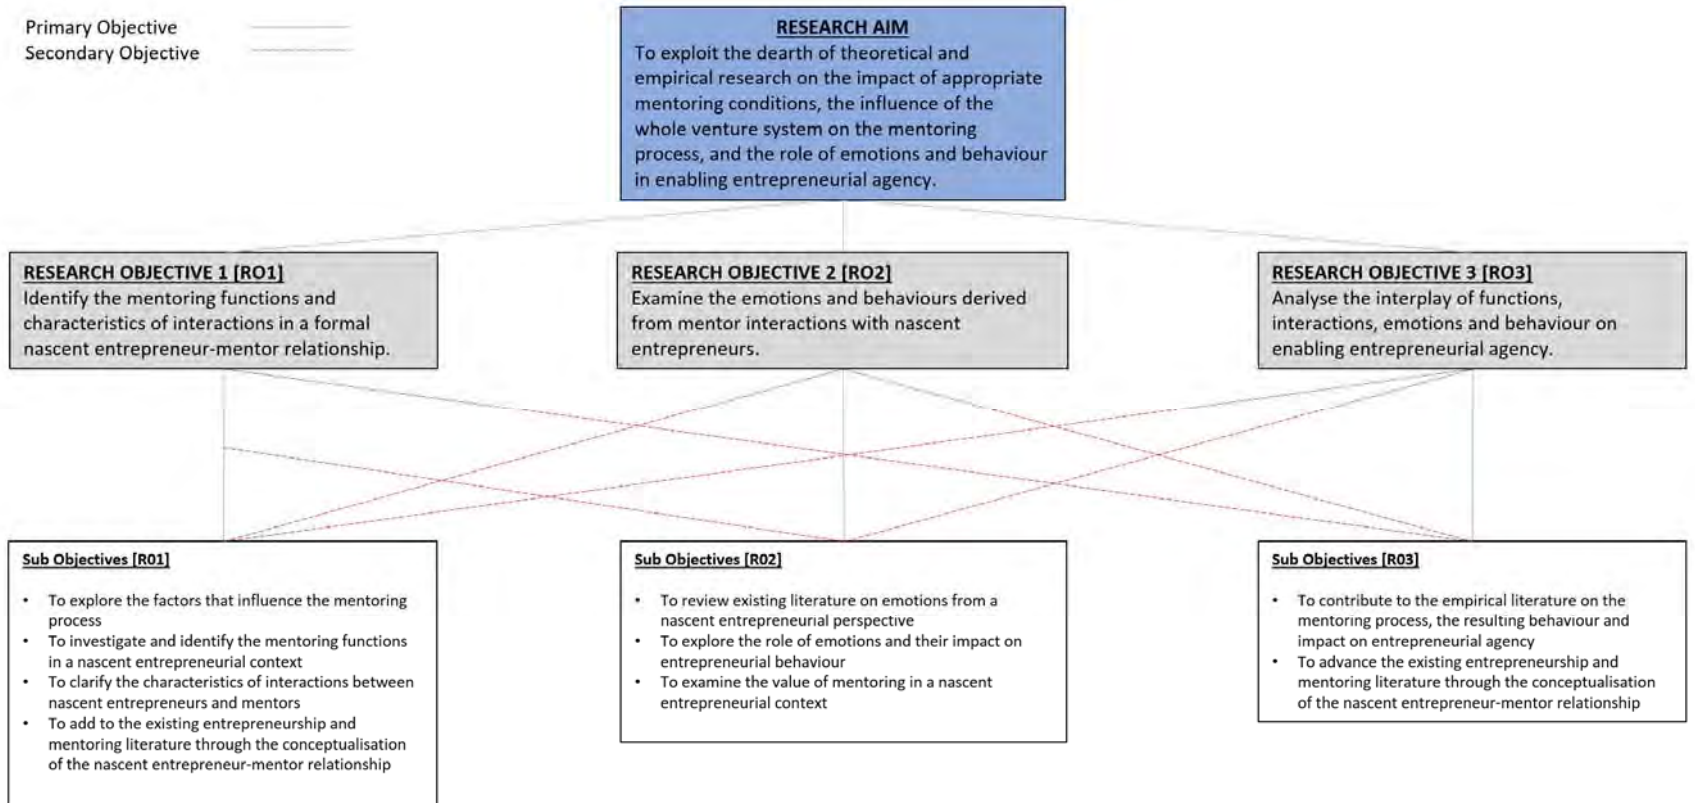 Primary Objective
Secondary Objective
RESEARCH AIM
To exploit the dearth of theoretical and
empirical research on the impact of appropriate
mentoring conditions, the influence of the
whole venture system on the mentoring
process, and the role of emotions and behaviour
in enabling entrepreneurial agency.
RESEARCH OBJECTIVE 1 [RO1]
Identify the mentoring functions and
characteristics of interactions in a formal
nascent entrepreneur-mentor relationship.
RESEARCH OBJECTIVE 2 [RO2]
Examine the emotions and behaviours derived
from mentor interactions with nascent
entrepreneurs.
RESEARCH OBJECTIVE 3 [RO3]
Analyse the interplay of functions,
interactions, emotions and behaviour on
enabling entrepreneurial agency.
Sub Objectives [R01]
• To explore the factors that influence the mentoring
process
• To investigate and identify the mentoring functions
in a nascent entrepreneurial context
• To clarify the characteristics of interactions between
nascent entrepreneurs and mentors
• To add to the existing entrepreneurship and
mentoring literature through the conceptualisation
of the nascent entrepreneur-mentor relationship
Sub Objectives [R02]
• To review existing literature on emotions from a
nascent entrepreneurial perspective
• To explore the role of emotions and their impact on
entrepreneurial behaviour
• To examine the value of mentoring in a nascent
entrepreneurial context
Sub Objectives [R03]
• To contribute to the empirical literature on the
mentoring process, the resulting behaviour and
impact on entrepreneurial agency
• To advance the existing entrepreneurship and
mentoring literature through the conceptualisation
of the nascent entrepreneur-mentor relationship